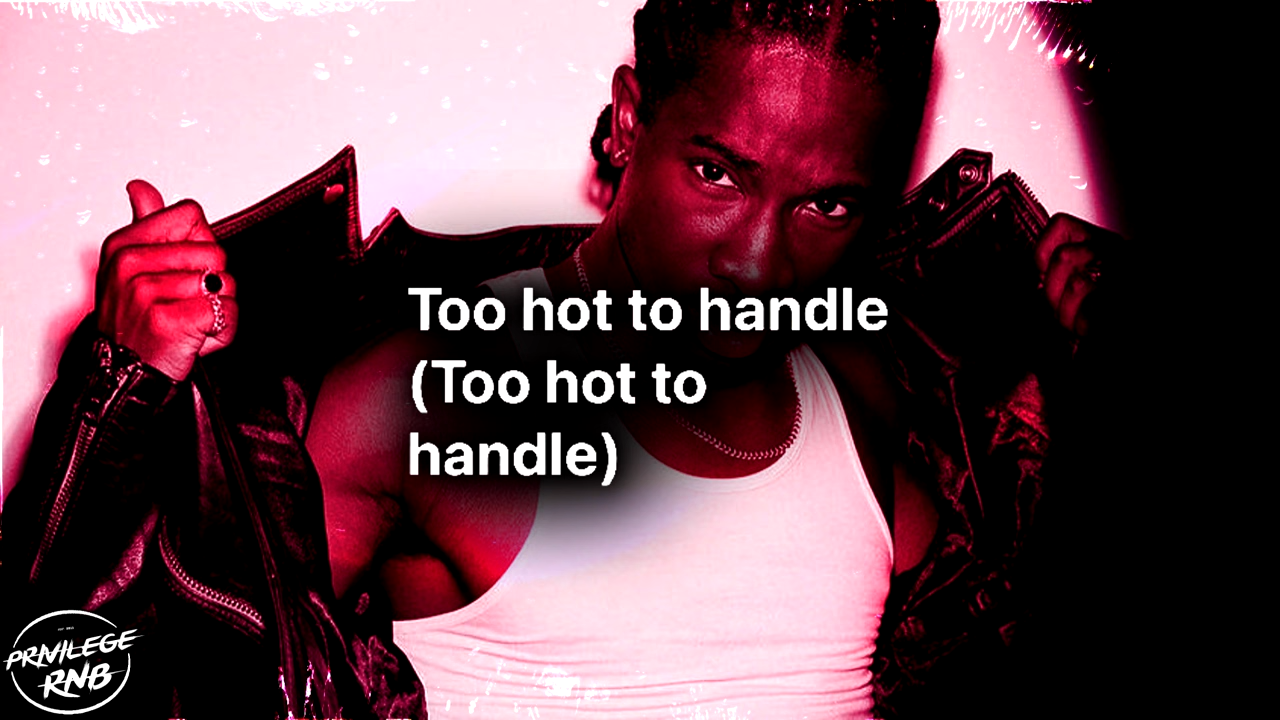 Too hot to handle
(Too hot to
handle)
PRIVILEGE
RNB